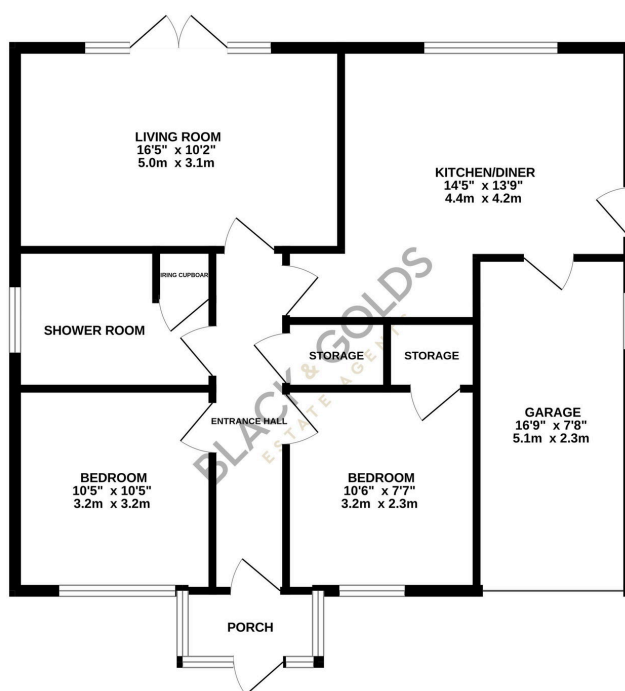 LIVING ROOM
16'5" x 10'2"
5.0m x 3.1m
KITCHEN/DINER
14'5" x 13'9"
4.4m x 4.2m
IRING CUPBOAR
SHOWER ROOM
STORAGE
STORAGE
BLACK & GOLDS
ESTATE AGENTS
ENTRANCE HALL
GARAGE
16'9" x 7'8"
5.1m x 2.3m
BEDROOM
10'5" x 10'5"
3.2m x 3.2m
BEDROOM
10'6" x 7'7"
3.2m x 2.3m
PORCH